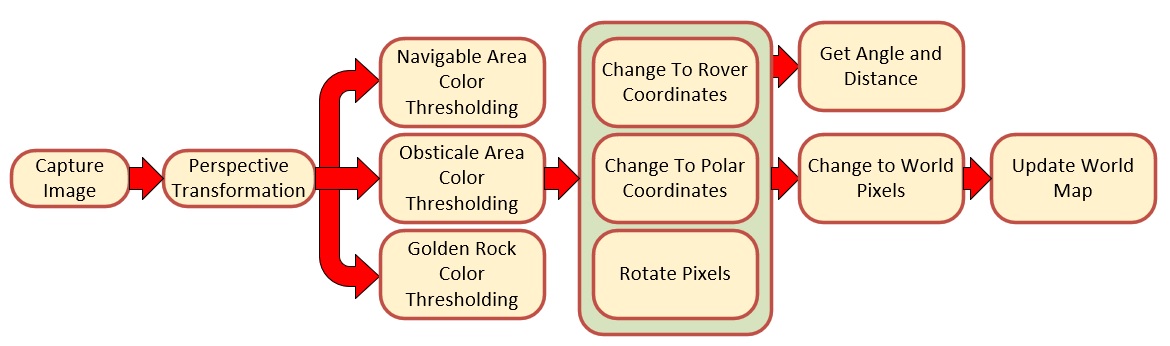 Capture
Image
Perspective
Transformation
Navigable Area
Color
Thresholding
Obsticale Area
Color
Thresholding
Golden Rock
Color
Thresholding
Change To Rover
Coordinates
Change To Polar
Coordinates
Rotate Pixels
Get Angle and
Distance
Change to World
Pixels
Update World
Map